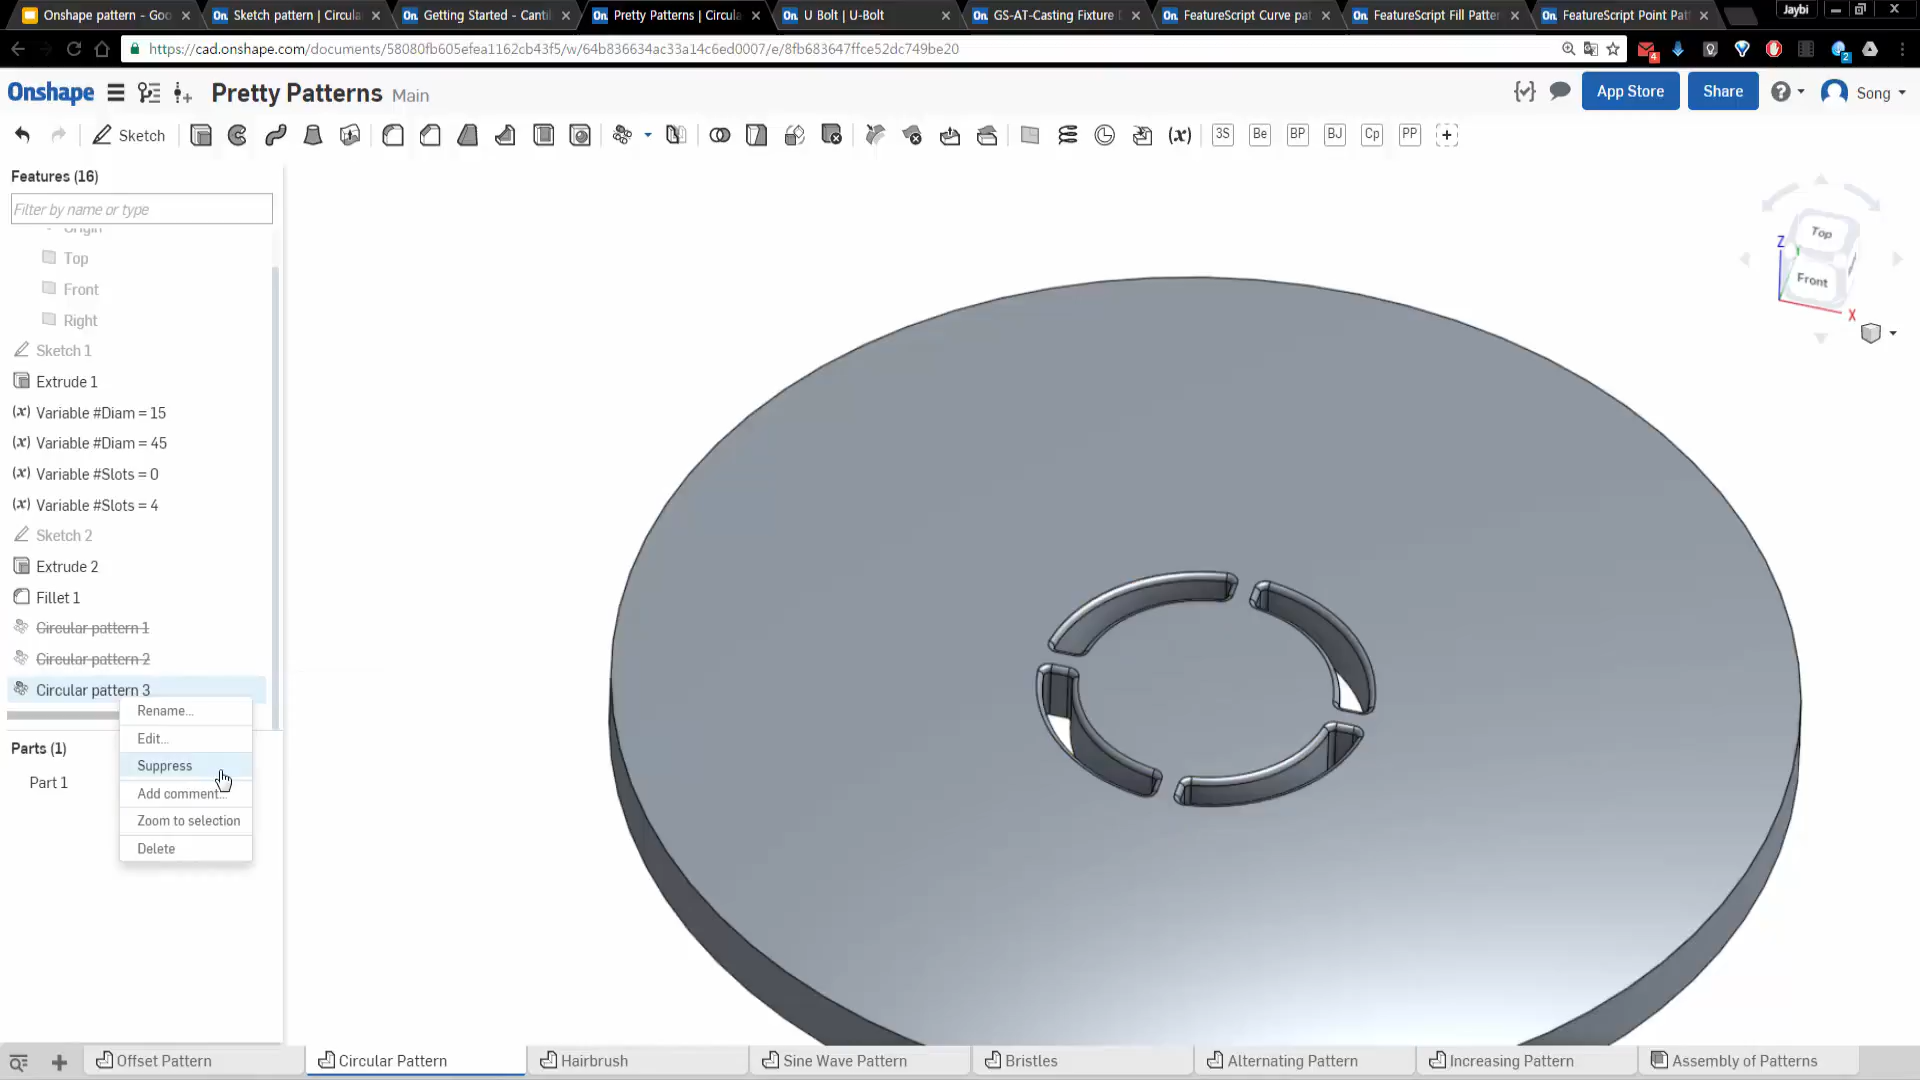 Onshape pattern - Goo
Sketch pattern | Circula
Getting Started - Canti
Pretty Patterns | Circula
U Bolt | U-Bolt
GS-AT-Casting Fixture
FeatureScript Curve pat
FeatureScript Fill Patter
FeatureScript Point Pat
Jaybi
https://cad.onshape.com/documents/58080fb605efea1162cb43f5/w/64b836634ac33a14c6ed0007/e/8fb683647ffce52dc749be20
4
2
Onshape
Pretty Patterns Main
App Store
Share
Song
Sketch
(x)
3S
Be
BP
BJ
Cp
PP
Features (16)
Filter by name or type
Origin
Top
Front
Right
Sketch 1
Extrude 1
(x) Variable #Diam = 15
(x) Variable #Diam = 45
(x) Variable #Slots = 0
(x) Variable #Slots = 4
Sketch 2
Extrude 2
Fillet 1
Circular pattern 1
Circular pattern 2
Circular pattern 3
Rename...
Edit...
Suppress
Add comment...
Zoom to selection
Delete
Parts (1)
Part 1
Top
Front
Z
X
Offset Pattern
Circular Pattern
Hairbrush
Sine Wave Pattern
Bristles
Alternating Pattern
Increasing Pattern
Assembly of Patterns